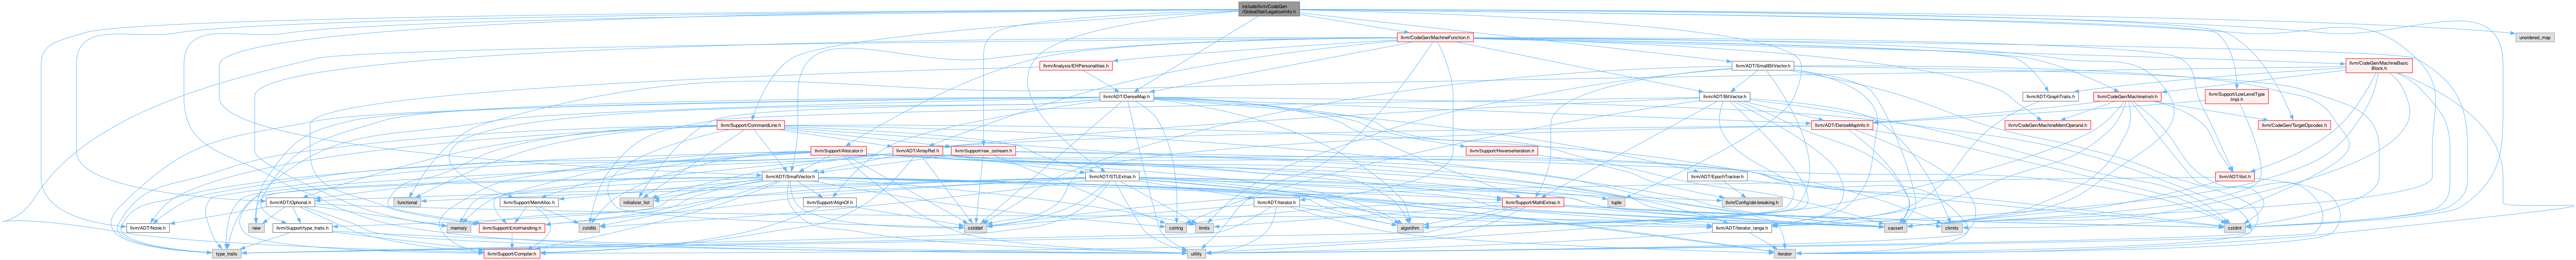 include/llvm/CodeGen
/GlobalISel/LegalizerInfo.h
llvm/CodeGen/MachineFunction.h
unordered_map
llvm/Analysis/EHPersonalities.h
llvm/ADT/SmallBitVector.h
llvm/CodeGen/MachineBasic
Block.h
llvm/ADT/DenseMap.h
llvm/ADT/BitVector.h
llvm/ADT/GraphTraits.h
llvm/CodeGen/MachineInstr.h
llvm/Support/LowLevelType
Impl.h
llvm/Support/CommandLine.h
llvm/ADT/DenseMapInfo.h
llvm/CodeGen/MachineMemOperand.h
llvm/CodeGen/TargetOpcodes.h
llvm/Support/Allocator.h
llvm/ADT/ArrayRef.h
llvm/Support/raw_ostream.h
llvm/Support/ReverseIteration.h
llvm/ADT/SmallVector.h
llvm/ADT/STLExtras.h
llvm/ADT/EpochTracker.h
llvm/ADT/ilist.h
llvm/ADT/Optional.h
functional
llvm/Support/MemAlloc.h
initializer_list
llvm/Support/AlignOf.h
llvm/ADT/iterator.h
llvm/Support/MathExtras.h
tuple
llvm/Config/abi-breaking.h
llvm/ADT/None.h
new
llvm/Support/type_traits.h
memory
llvm/Support/ErrorHandling.h
cstdlib
cstddef
cstring
limits
algorithm
llvm/ADT/iterator_range.h
cassert
climits
cstdint
type_traits
llvm/Support/Compiler.h
utility
iterator